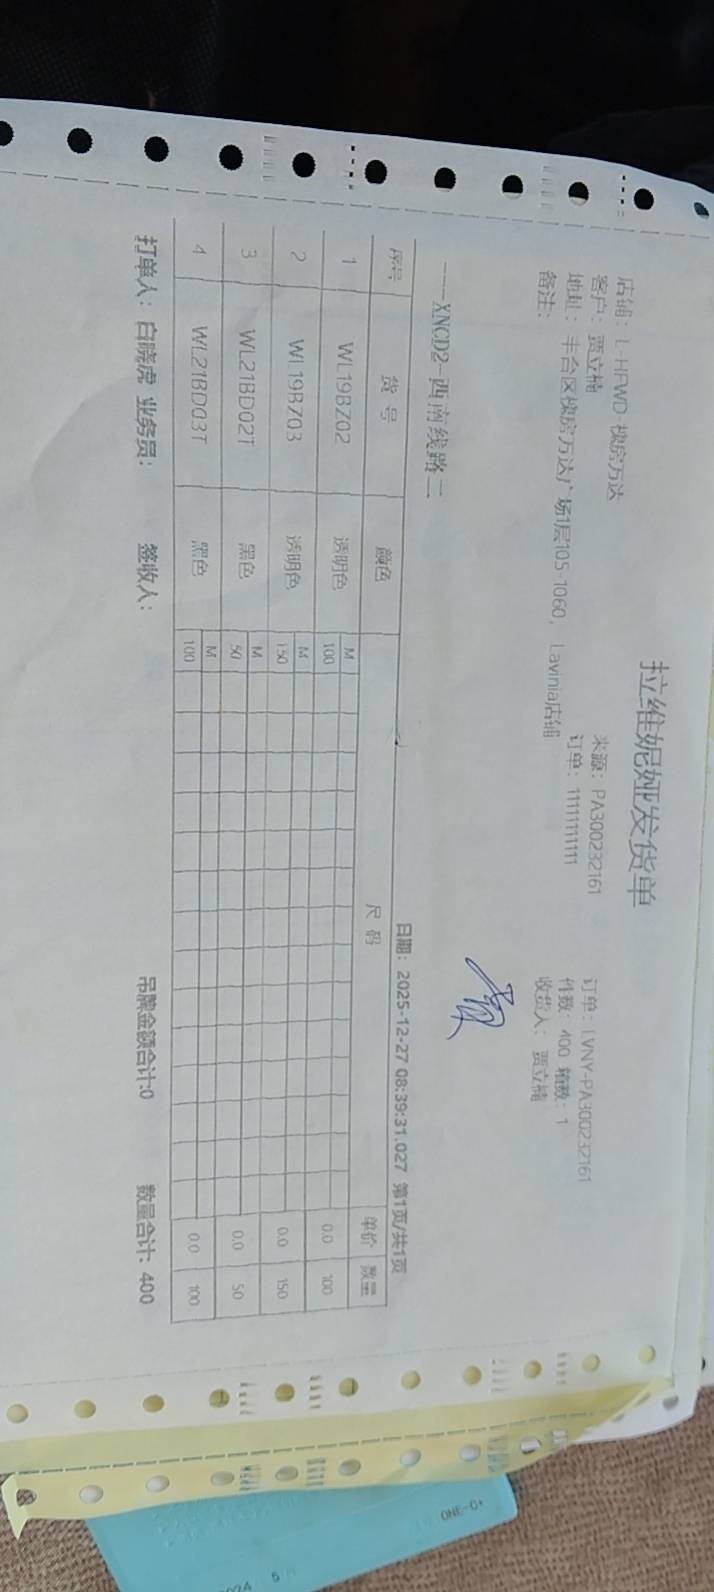 拉维妮娅发货单
店铺：L-HFWD 槐房万达
客户：贾立楠 来源：PA300232161 订单：LVNY-PA300232161
地址：丰台区槐房万达广场1层105-1060， Lavinia店铺 订单：11111111111 件数：400 箱数：1
备注： 收货人：贾立楠
——XNCD2-西南线路二 日期：2025-12-27 08:39:31.027 第1页/共1页
序号 货号 颜色 尺码 单价 数量
1 WL19BZ02 透明色 M 100 0.0 100
2 WL19BZ03 透明色 M 150 0.0 150
3 WL21BD02T 黑色 M 50 0.0 50
4 WL21BD03T 黑色 M 100 0.0 100
打单人：白晓虎 业务员： 签收人： 吊牌金额合计:0 数量合计：400
ONE-C+
5